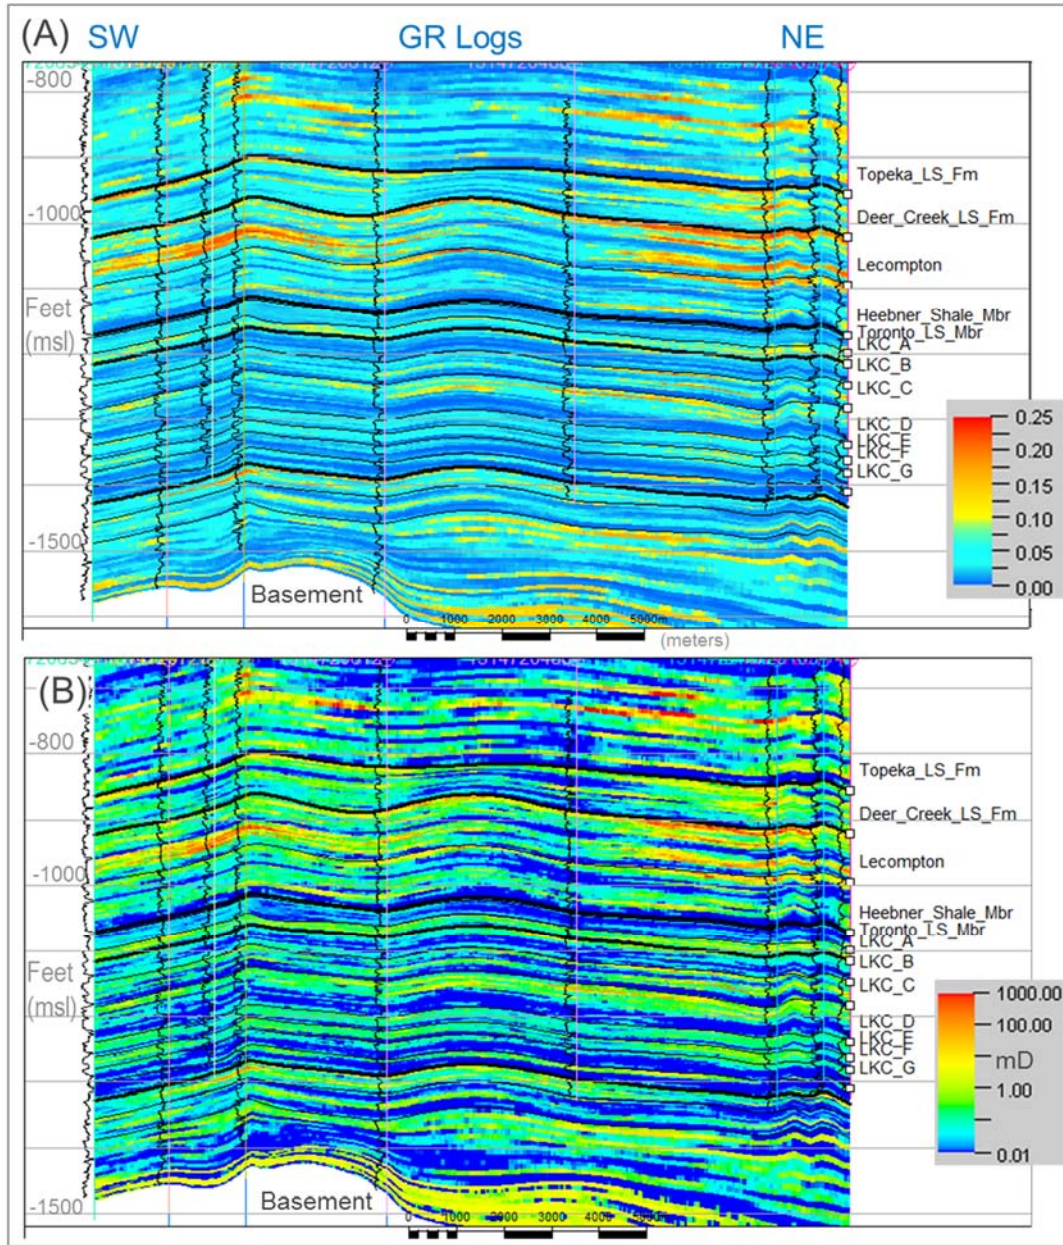 (A) SW GR Logs NE
-800
Topeka_LS_Fm
-1000
Deer_Creek_LS_Fm
Lecompton
Feet
(msl)
Heebner_Shale_Mbr
Toronto_LS_Mbr
LKC_A
LKC_B
LKC_C
LKC_D
LKC_E
LKC_F
LKC_G
0.25
0.20
0.15
0.10
0.05
0.00
-1500
Basement
0 1000 2000 3000 4000 5000m
(meters)
(B)
-800
Topeka_LS_Fm
Deer_Creek_LS_Fm
-1000
Lecompton
Heebner_Shale_Mbr
Toronto_LS_Mbr
LKC_A
Feet
(msl)
LKC_B
LKC_C
LKC_D
LKC_E
LKC_F
LKC_G
1000.00
100.00
mD
1.00
0.01
-1500
Basement
0 1000 2000 3000 4000 5000m